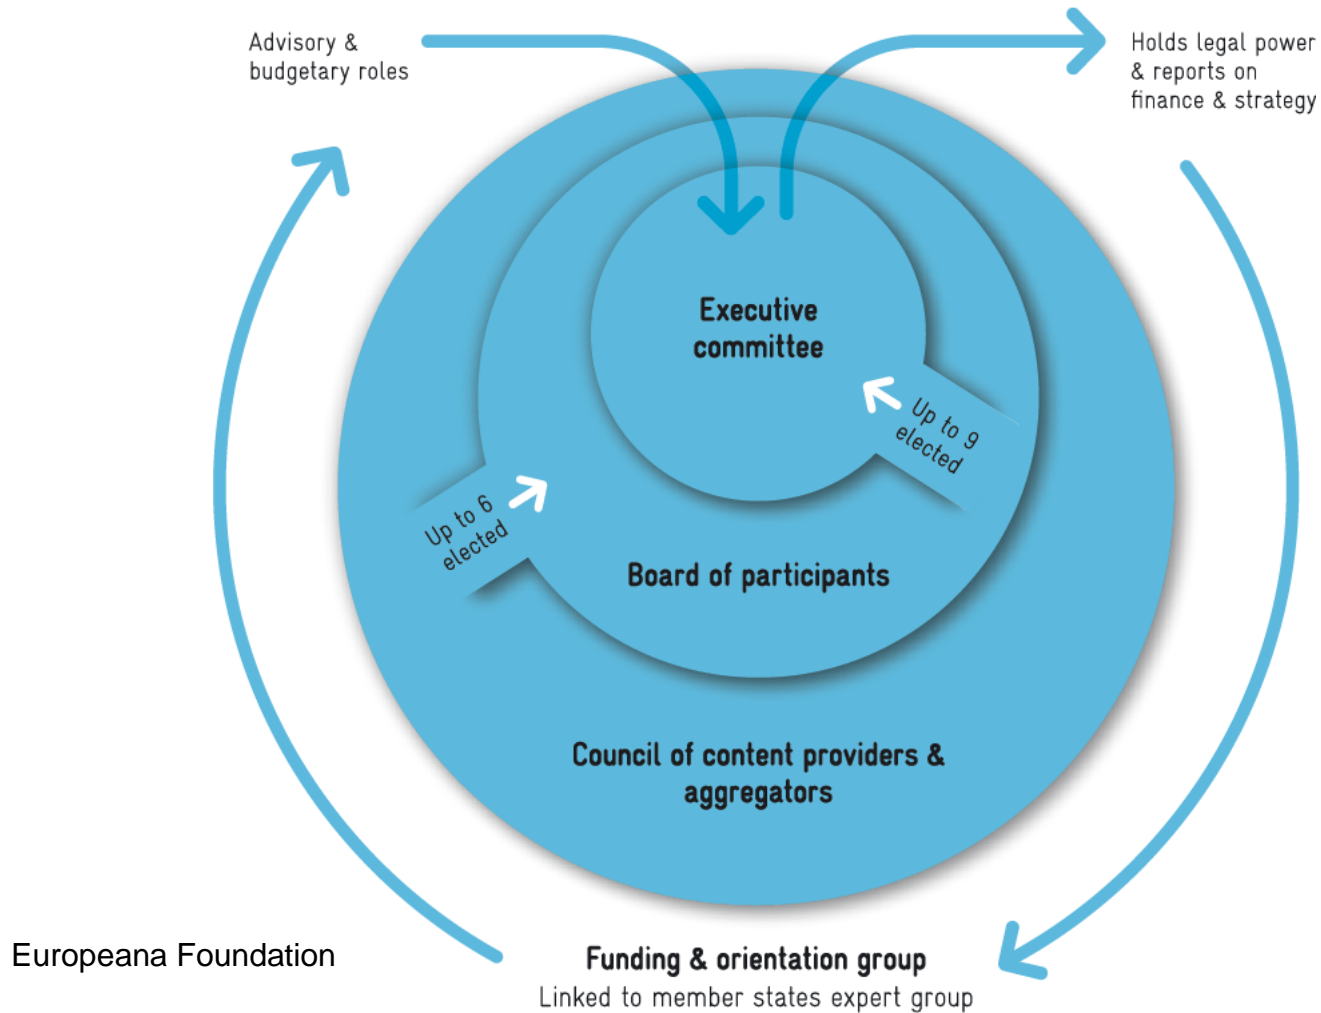 Advisory &
budgetary roles
Holds legal power
& reports on
finance & strategy
Executive
committee
Up to 9
elected
Up to 6
elected
Board of participants
Council of content providers &
aggregators
Europeana Foundation
Funding & orientation group
Linked to member states expert group